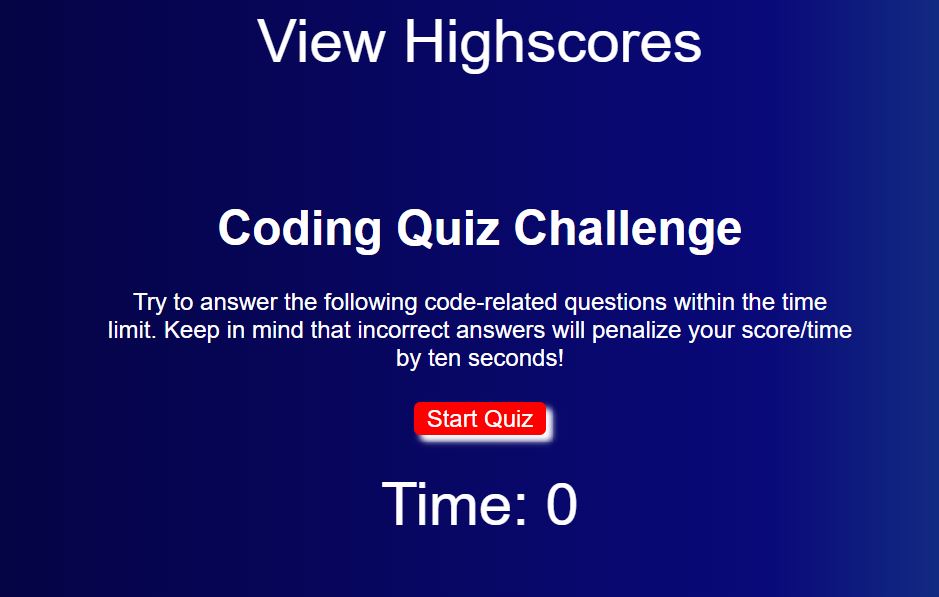 View Highscores
Coding Quiz Challenge
Try to answer the following code-related questions within the time
limit. Keep in mind that incorrect answers will penalize your score/time
by ten seconds!
Start Quiz
Time: 0